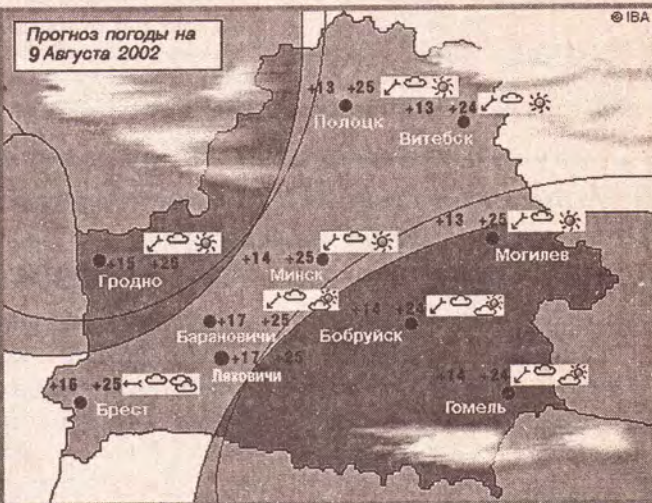 Прогноз погоды на
9 Августа 2002
© IBA
+13 +25
Полоцк
+13 +24
Витебск
+13 +25
Могилев
+15 +25
Гродно
+14 +25
Минск
+17 +25
Барановичи
+14 +24
Бобруйск
+17 +25
Ляховичи
+16 +25
Брест
+14 +24
Гомель